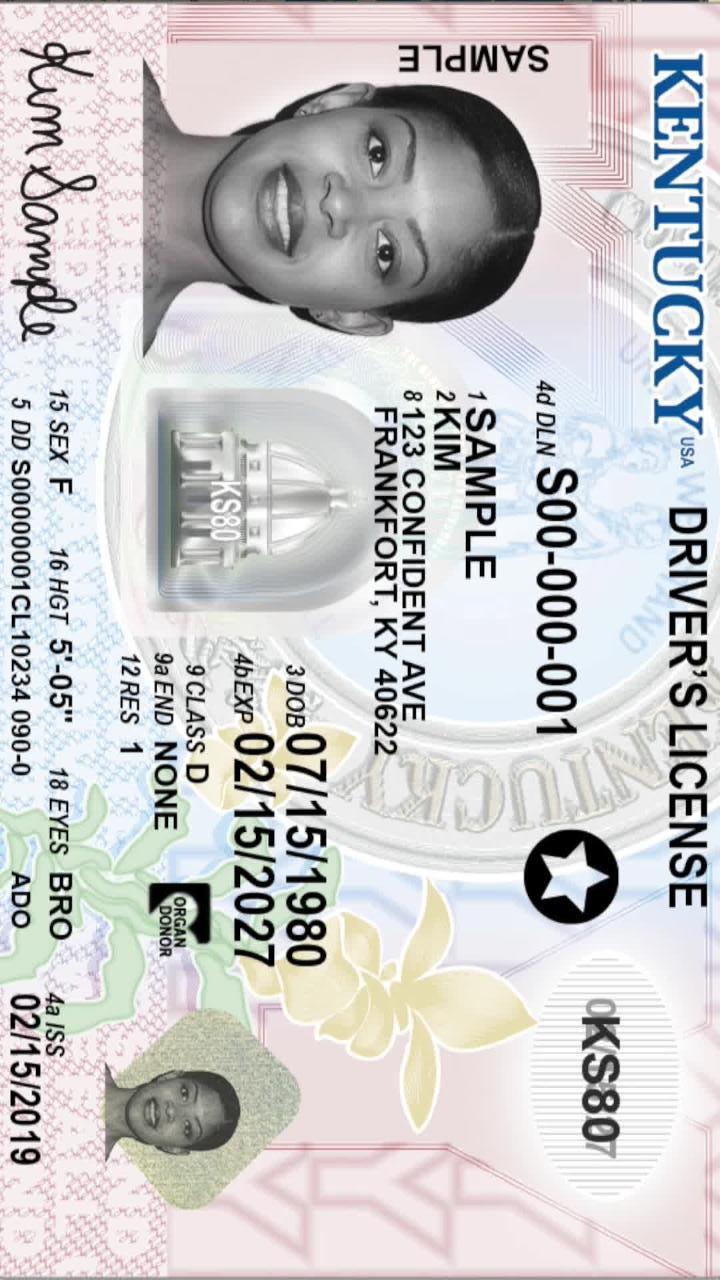 KENTUCKY USA
DRIVER'S LICENSE
SAMPLE
4d DLN S00-000-001
1 SAMPLE
2 KIM
8 123 CONFIDENT AVE
FRANKFORT, KY 40622
KS80
KS80
3 DOB 07/15/1980
4b EXP 02/15/2027
9 CLASS D
9a END NONE
12 RES 1
ORGAN
DONOR
15 SEX F 16 HGT 5'-05" 18 EYES BRO 4a ISS
5 DD S00000001CL10234 090-0 ADO 02/15/2019
Kim Sample
KENTUCKY